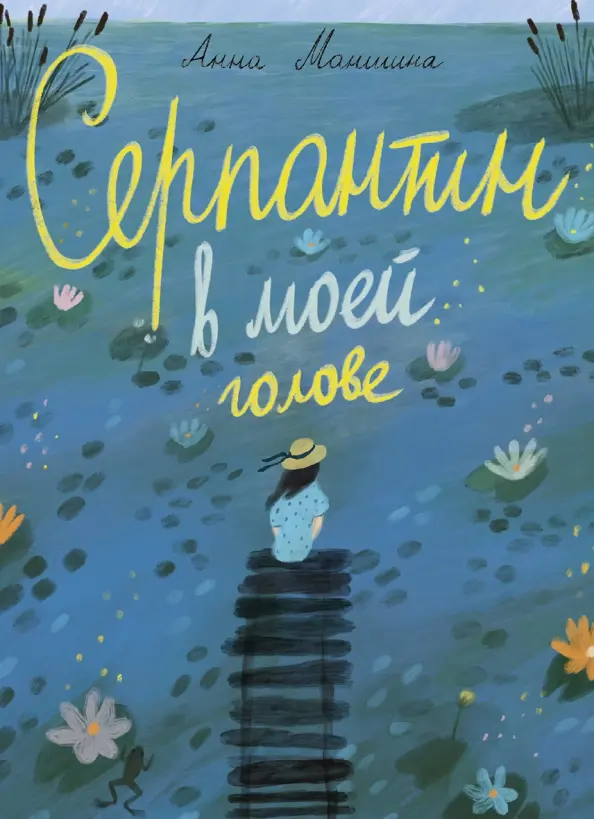 Анна Маншина
Серпантин
в моей
голове